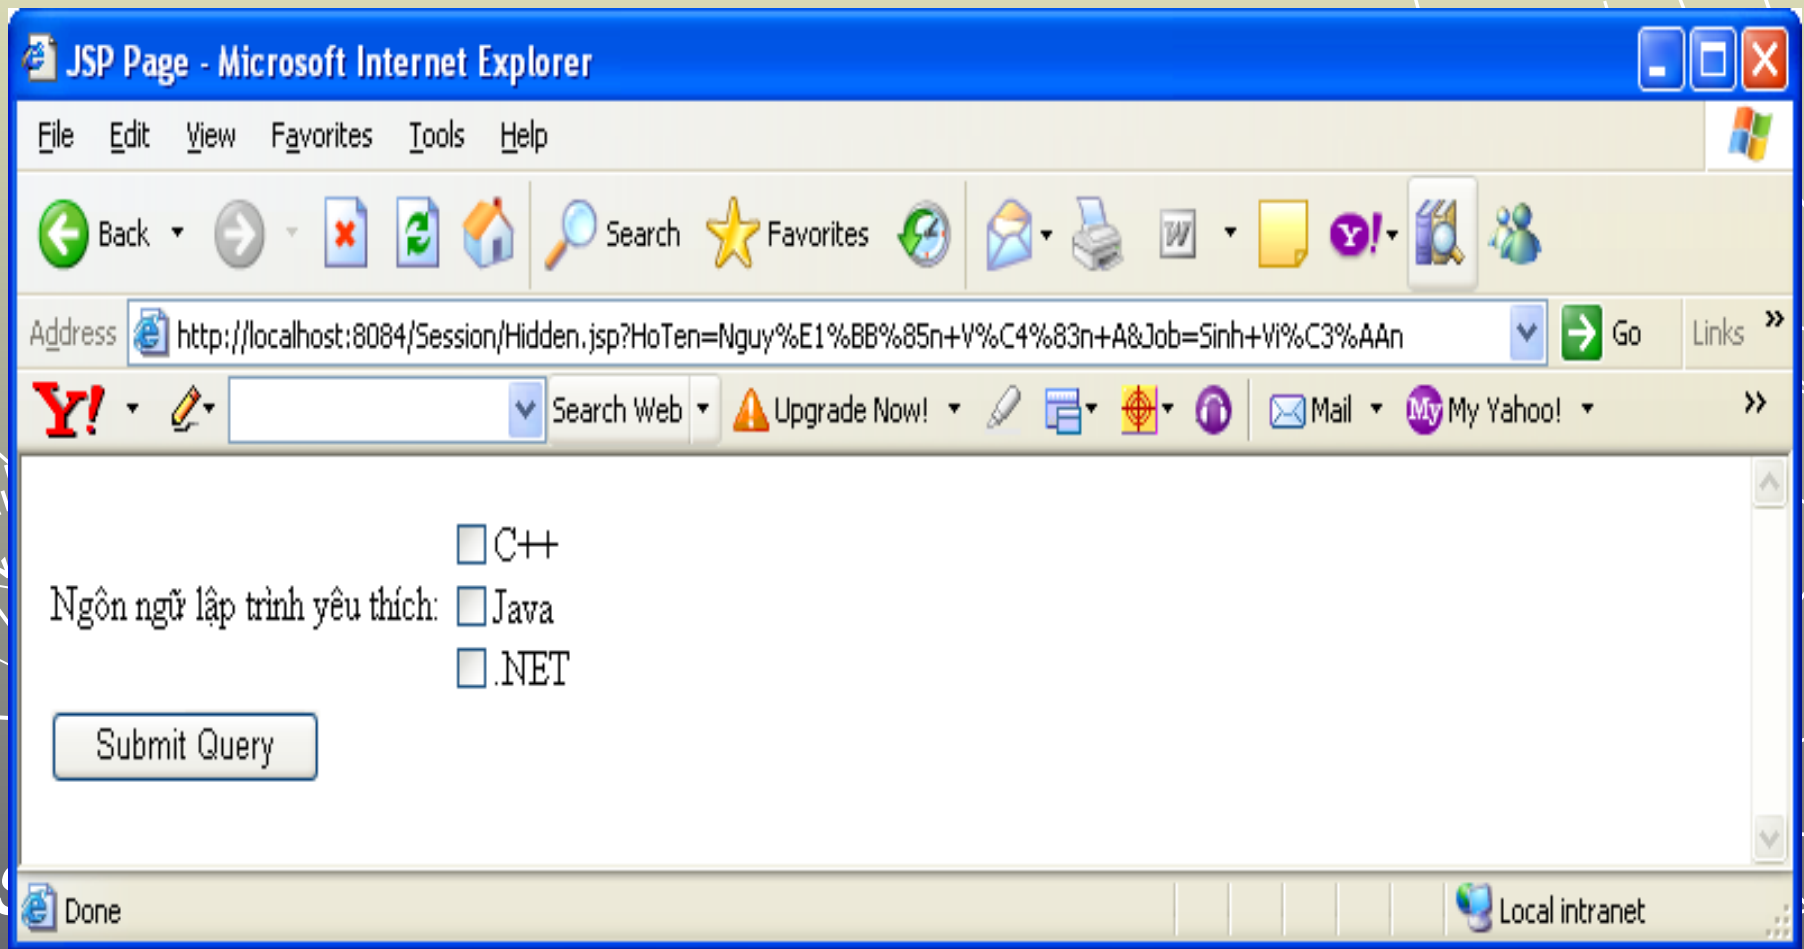 JSP Page - Microsoft Internet Explorer
File Edit View Favorites Tools Help
Back Search Favorites W Y!
Address http://localhost:8084/Session/Hidden.jsp?HoTen=Nguy%E1%BB%85n+V%C4%83n+A&Job=Sinh+Vi%C3%AAn Go Links »
Y! Search Web Upgrade Now! Mail My My Yahoo! »
C++
Ngôn ngữ lập trình yêu thích: Java
.NET
Submit Query
Done Local intranet